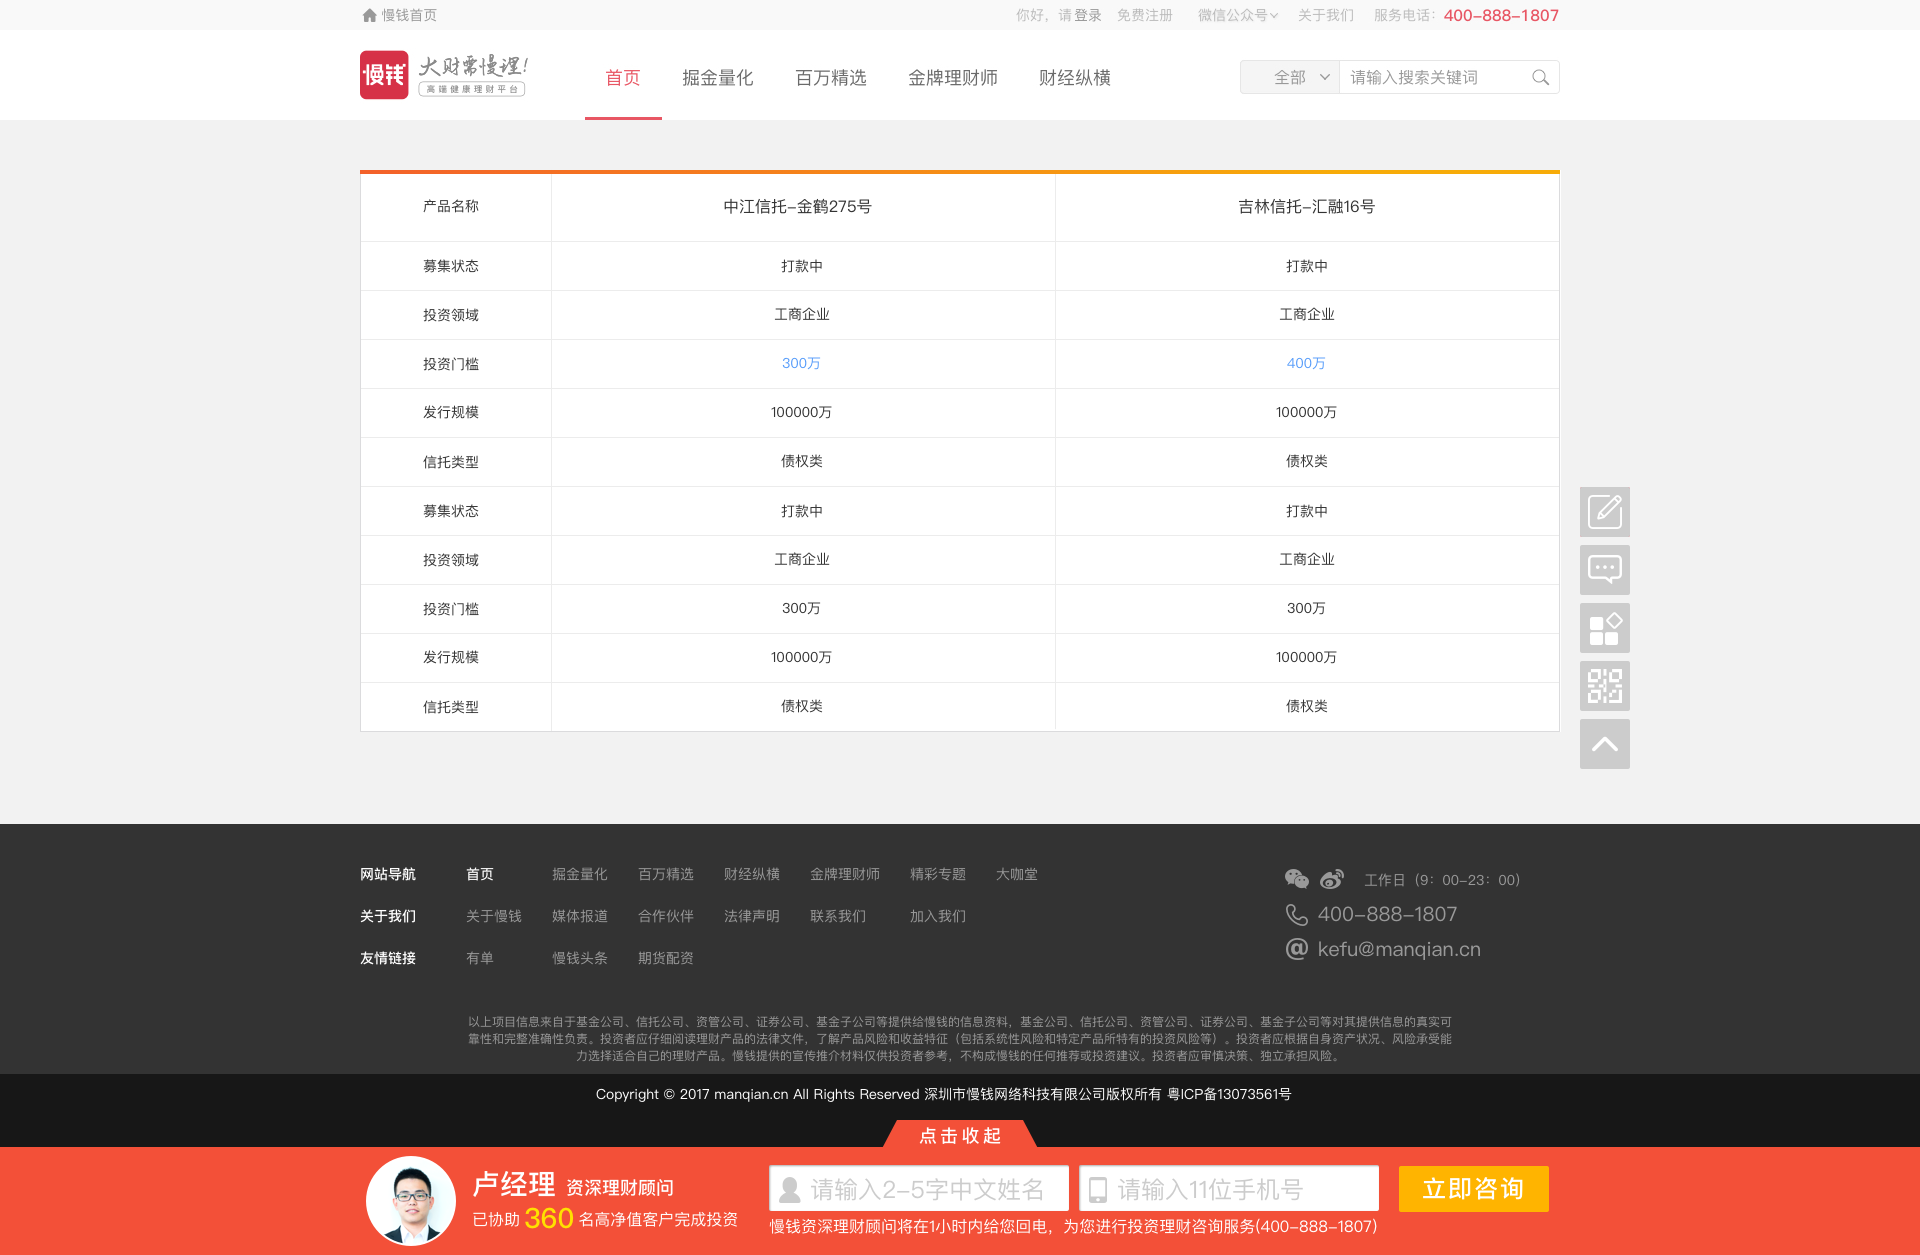 慢钱首页
你好，请 登录 免费注册 微信公众号 关于我们 服务电话：400-888-1807
慢钱 大财需慢理!
高端健康理财平台
首页 掘金量化 百万精选 金牌理财师 财经纵横
全部 请输入搜索关键词
产品名称 中江信托-金鹤275号 吉林信托-汇融16号
募集状态 打款中 打款中
投资领域 工商企业 工商企业
投资门槛 300万 400万
发行规模 100000万 100000万
信托类型 债权类 债权类
募集状态 打款中 打款中
投资领域 工商企业 工商企业
投资门槛 300万 300万
发行规模 100000万 100000万
信托类型 债权类 债权类
网站导航 首页 掘金量化 百万精选 财经纵横 金牌理财师 精彩专题 大咖堂
关于我们 关于慢钱 媒体报道 合作伙伴 法律声明 联系我们 加入我们
友情链接 有单 慢钱头条 期货配资
工作日（9：00-23：00）
400-888-1807
kefu@manqian.cn
以上项目信息来自于基金公司、信托公司、资管公司、证券公司、基金子公司等提供给慢钱的信息资料，基金公司、信托公司、资管公司、证券公司、基金子公司等对其提供信息的真实可
靠性和完整准确性负责。投资者应仔细阅读理财产品的法律文件，了解产品风险和收益特征（包括系统性风险和特定产品所特有的投资风险等）。投资者应根据自身资产状况、风险承受能
力选择适合自己的理财产品。慢钱提供的宣传推介材料仅供投资者参考，不构成慢钱的任何推荐或投资建议。投资者应审慎决策、独立承担风险。
Copyright © 2017 manqian.cn All Rights Reserved 深圳市慢钱网络科技有限公司版权所有 粤ICP备13073561号
点击收起
卢经理 资深理财顾问
已协助 360 名高净值客户完成投资
请输入2-5字中文姓名 请输入11位手机号 立即咨询
慢钱资深理财顾问将在1小时内给您回电，为您进行投资理财咨询服务(400-888-1807)